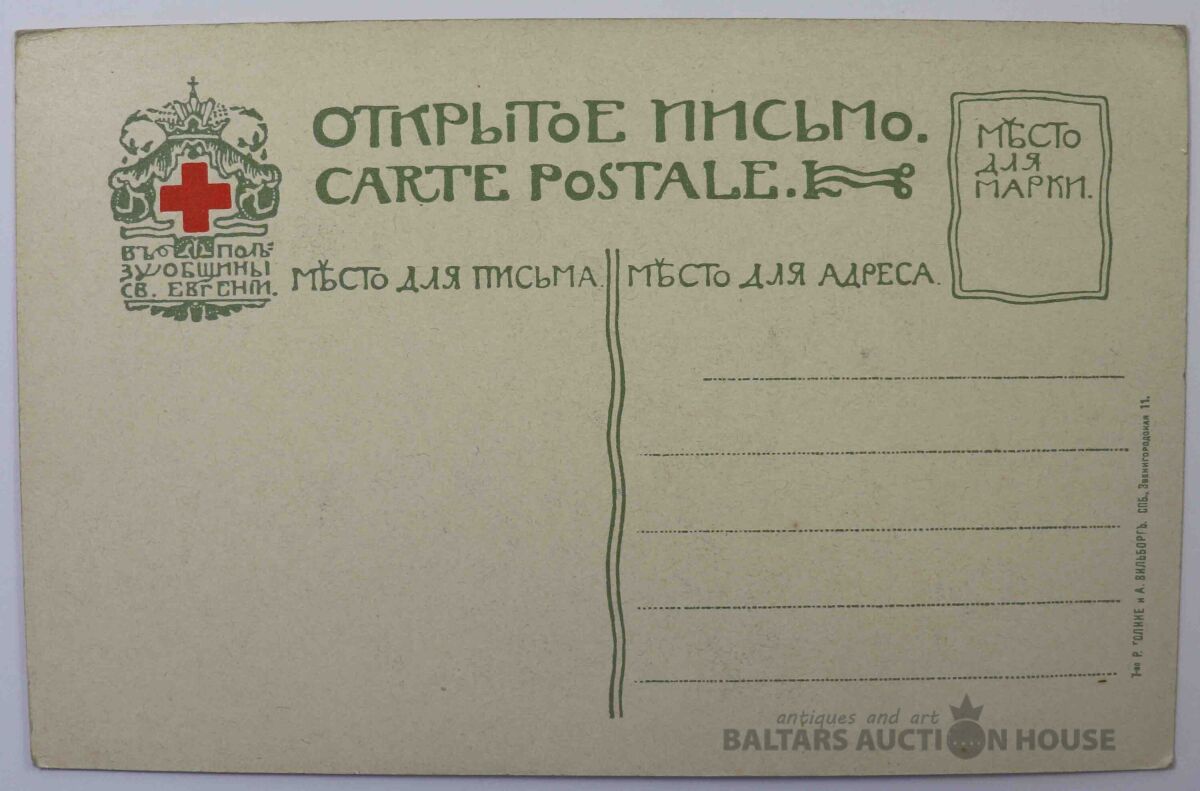 ОТКРЫТОЕ ПИСЬМО.
CARTE POSTALE.
МѢСТО
ДЛЯ
МАРКИ.
ВЪ ПОЛЬ=
ЗУ ОБЩИНЫ
СВ. ЕВГЕНІИ.
МѢСТО ДЛЯ ПИСЬМА.
МѢСТО ДЛЯ АДРЕСА.
Т-во Р. ГОЛИКЕ и А. ВИЛЬБОРГЪ. СПБ., Звенигородская 11.
antiques and art
BALTARS AUCTION HOUSE